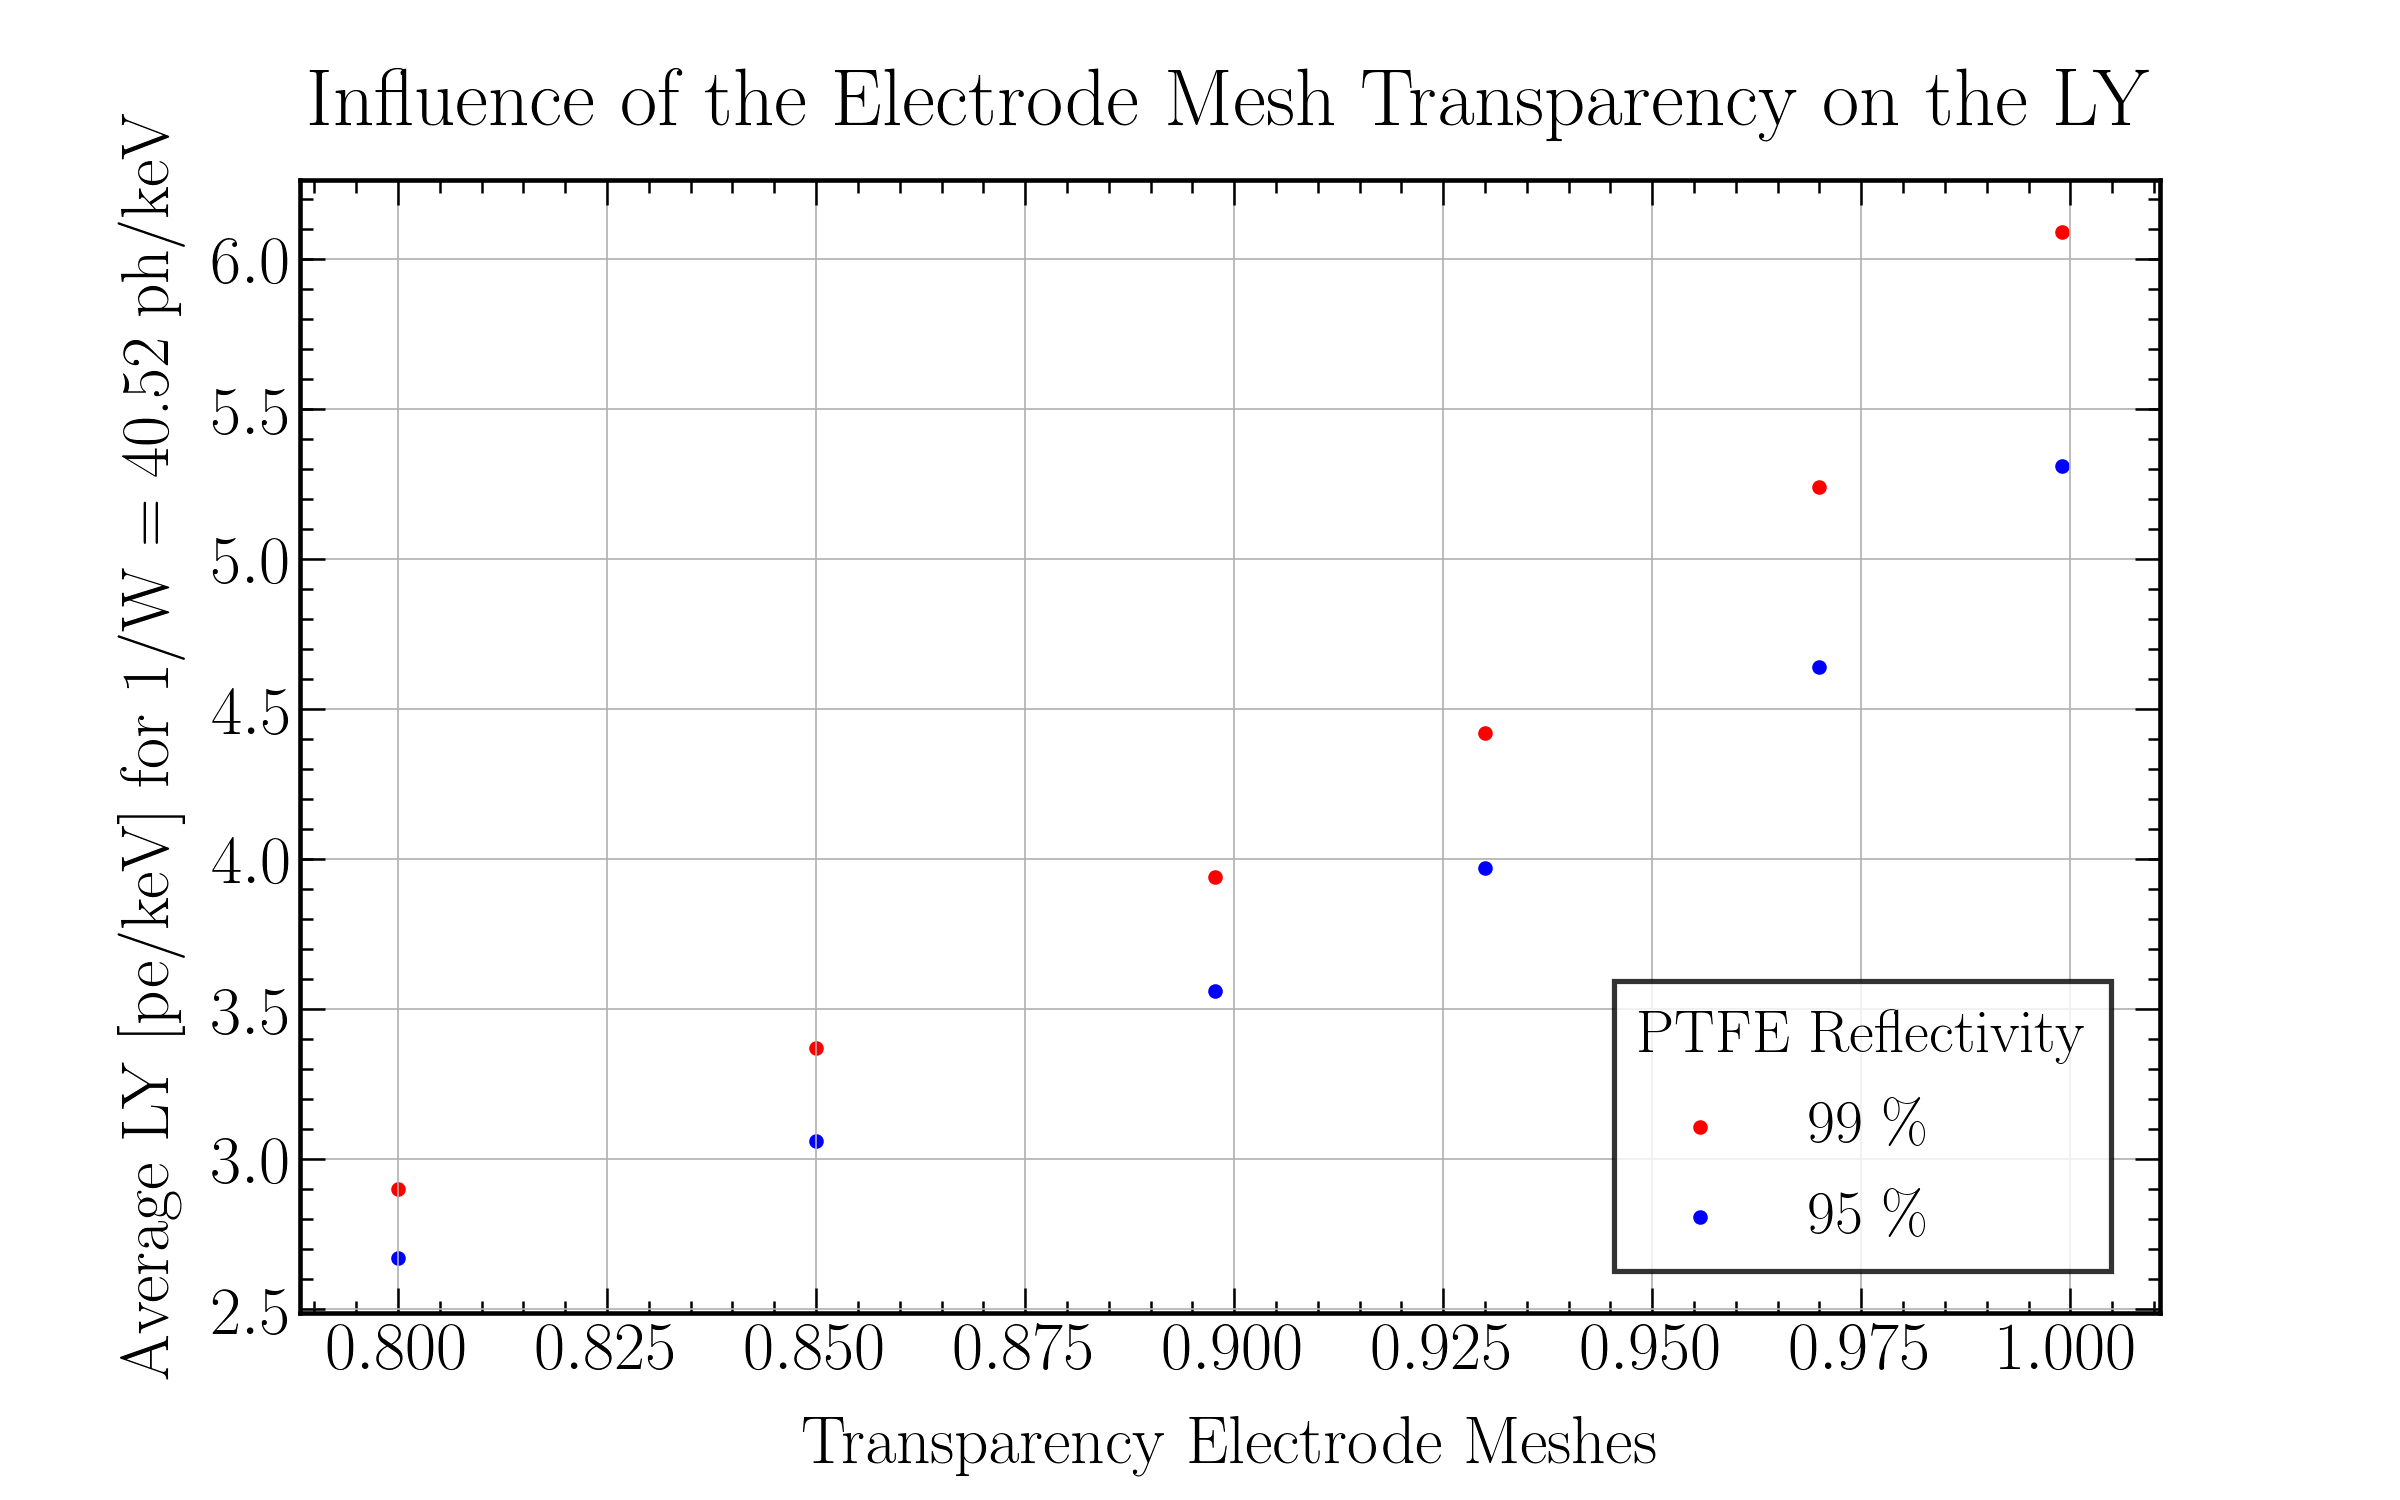 Influence of the Electrode Mesh Transparency on the LY
Average LY [pe/keV] for 1/W = 40.52 ph/keV
6.0
5.5
5.0
4.5
4.0
3.5
3.0
2.5
PTFE Reflectivity
99 %
95 %
0.800 0.825 0.850 0.875 0.900 0.925 0.950 0.975 1.000
Transparency Electrode Meshes